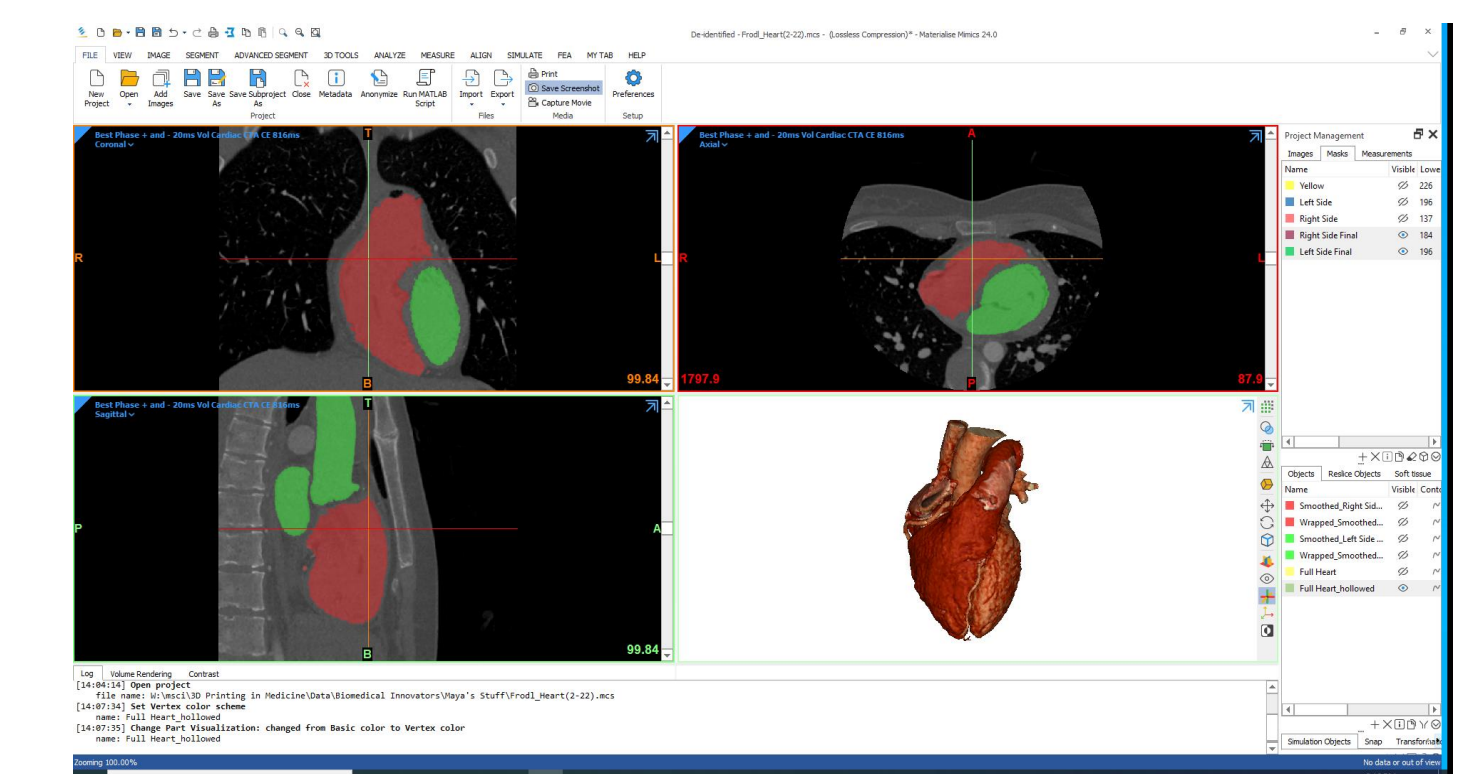 De-identified - Frodl_Heart(2-22).mcs - (Lossless Compression)* - Materialise Mimics 24.0
FILE VIEW IMAGE SEGMENT ADVANCED SEGMENT 3D TOOLS ANALYZE MEASURE ALIGN SIMULATE FEA MY TAB HELP
New Project Open Add Images Save Save As Save Subproject As Close Metadata Anonymize Run MATLAB Script Import Export Print Preferences
Save Screenshot
Capture Movie
Project Files Media Setup
Best Phase + and - 20ms Vol Cardiac CTA CE 816ms
Coronal
T
R
L
B
99.84
Best Phase + and - 20ms Vol Cardiac CTA CE 816ms
Axial
A
R
L
1797.9
P
87.9
Best Phase + and - 20ms Vol Cardiac CTA CE 816ms
Sagittal
T
P
A
B
99.84
Project Management
Images Masks Measurements
Name Visible Lowe
Yellow 226
Left Side 196
Right Side 137
Right Side Final 184
Left Side Final 196
Objects Reslice Objects Soft tissue
Name Visible Conto
Smoothed_Right Sid...
Wrapped_Smoothed...
Smoothed_Left Side ...
Wrapped_Smoothed...
Full Heart
Full Heart_hollowed
Simulation Objects Snap
Log Volume Rendering Contrast
[14:04:14] Open project
file name: W:\msci\3D Printing in Medicine\Data\Biomedical Innovators\Maya's Stuff\Frodl_Heart(2-22).mcs
[14:07:34] Set Vertex color scheme
name: Full Heart_hollowed
[14:07:35] Change Part Visualization: changed from Basic color to Vertex color
name: Full Heart_hollowed
Zooming 100.00%
No data or out of view